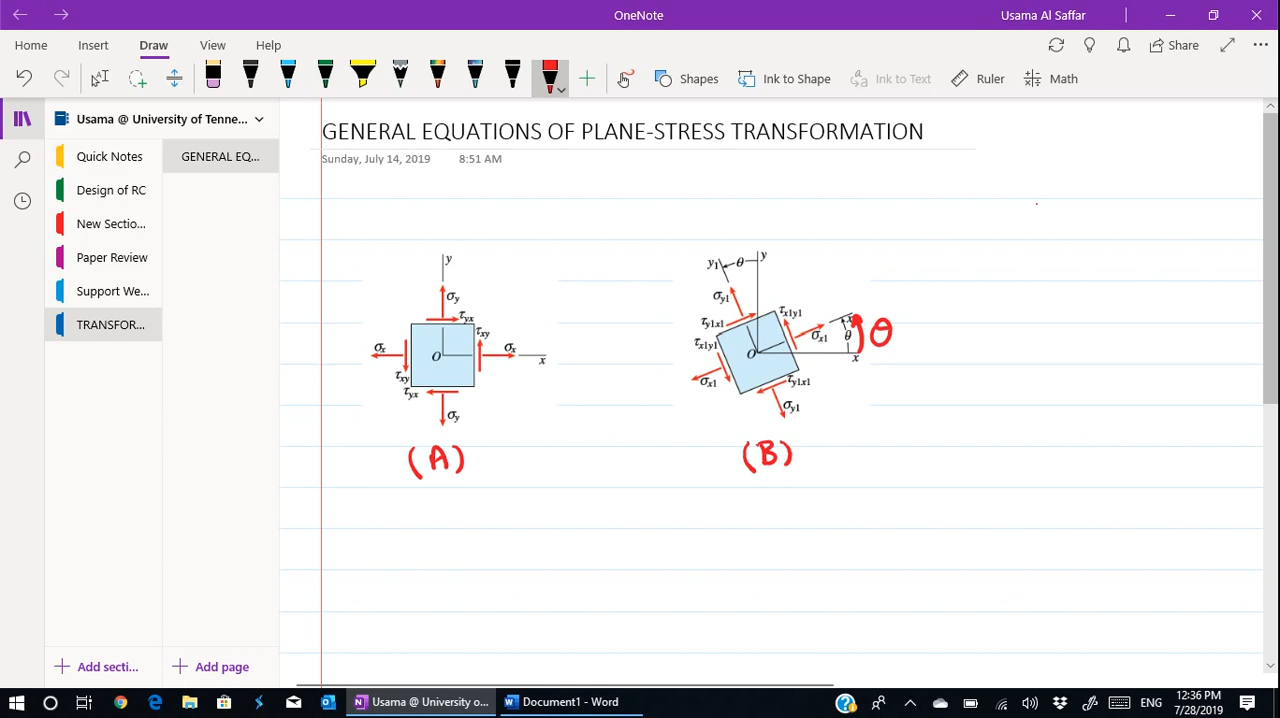 OneNote
Usama Al Saffar
Home Insert Draw View Help
Share
Shapes Ink to Shape Ink to Text Ruler Math
Usama @ University of Tenne...
GENERAL EQUATIONS OF PLANE-STRESS TRANSFORMATION
Sunday, July 14, 2019 8:51 AM
Quick Notes
Design of RC
New Sectio...
Paper Review
Support We...
TRANSFOR...
GENERAL EQ...
y
σy
τyx
τxy
σx
σx
O
x
τxy
τyx
σy
(A)
y
y1
θ
σy1
τx1y1
τy1x1
σx1
θ
θ
τx1y1
O
x
σx1
τy1x1
σy1
(B)
Add secti...
Add page
Usama @ University o...
Document1 - Word
ENG
12:36 PM
7/28/2019